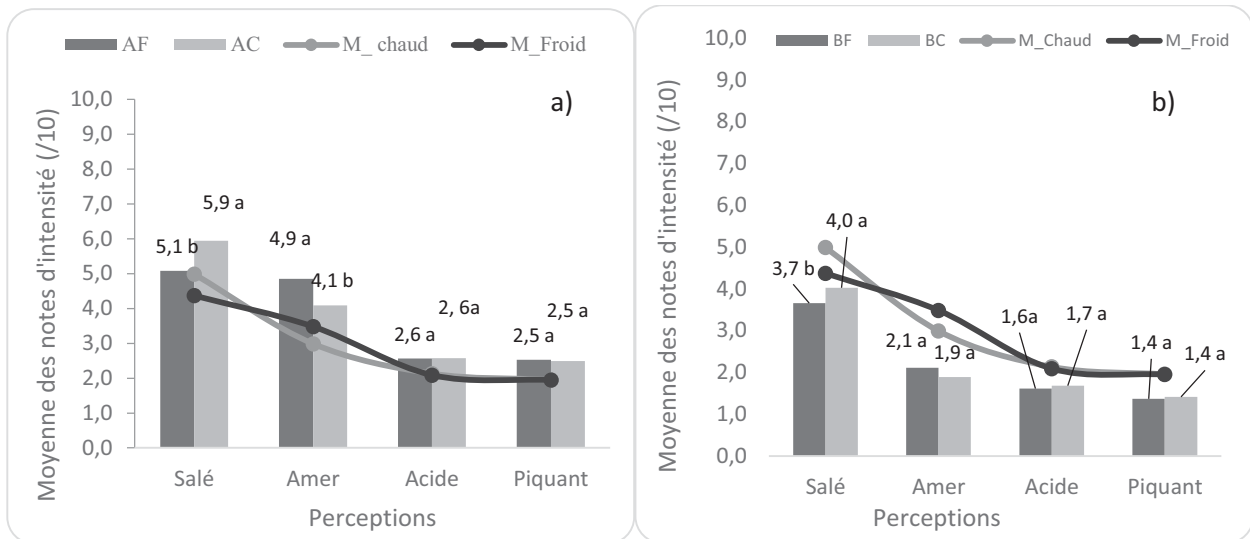 AF AC M_ chaud M_Froid
a)
Moyenne des notes d'intensité (/10)
10,0
9,0
8,0
7,0
6,0
5,0
4,0
3,0
2,0
1,0
0,0
5,1 b
5,9 a
4,9 a
4,1 b
2,6 a
2, 6a
2,5 a
2,5 a
Salé Amer Acide Piquant
Perceptions
BF BC M_Chaud M_Froid
b)
Moyenne des notes d'intensité (/10)
10,0
9,0
8,0
7,0
6,0
5,0
4,0
3,0
2,0
1,0
0,0
3,7 b
4,0 a
2,1 a
1,9 a
1,6a
1,7 a
1,4 a
1,4 a
Salé Amer Acide Piquant
Perceptions